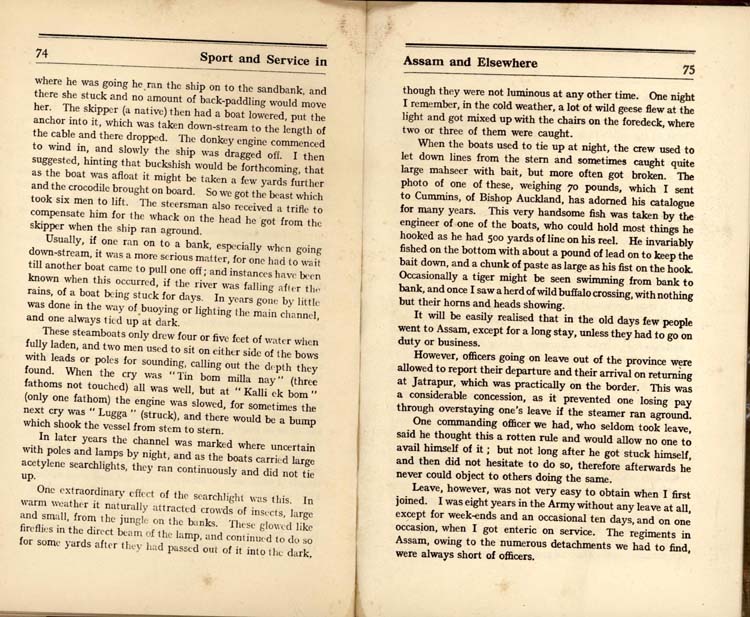 74
Sport and Service in
where he was going he ran the ship on to the sandbank, and
there she stuck and no amount of back-paddling would move
her. The skipper (a native) then had a boat lowered, put the
anchor into it, which was taken down-stream to the length of
the cable and there dropped. The donkey engine commenced
to wind in, and slowly the ship was dragged off. I then
suggested, hinting that buckshish would be forthcoming, that
as the boat was afloat it might be taken a few yards further
and the crocodile brought on board. So we got the beast which
took six men to lift. The steersman also received a trifle to
compensate him for the whack on the head he got from the
skipper when the ship ran aground.
Usually, if one ran on to a bank, especially when going
down-stream, it was a more serious matter, for one had to wait
till another boat came to pull one off; and instances have been
known when this occurred, if the river was falling after the
rains, of a boat being stuck for days. In years gone by little
was done in the way of buoying or lighting the main channel,
and one always tied up at dark.
These steamboats only drew four or five feet of water when
fully laden, and two men used to sit on either side of the bows
with leads or poles for sounding, calling out the depth they
found. When the cry was "Tin bom milla nay" (three
fathoms not touched) all was well, but at "Kalli ek bom"
(only one fathom) the engine was slowed, for sometimes the
next cry was "Lugga" (struck), and there would be a bump
which shook the vessel from stem to stern.
In later years the channel was marked where uncertain
with poles and lamps by night, and as the boats carried large
acetylene searchlights, they ran continuously and did not tie
up.
One extraordinary effect of the searchlight was this. In
warm weather it naturally attracted crowds of insects, large
and small, from the jungle on the banks. These glowed like
fireflies in the direct beam of the lamp, and continued to do so
for some yards after they had passed out of it into the dark,
Assam and Elsewhere
75
though they were not luminous at any other time. One night
I remember, in the cold weather, a lot of wild geese flew at the
light and got mixed up with the chairs on the foredeck, where
two or three of them were caught.
When the boats used to tie up at night, the crew used to
let down lines from the stern and sometimes caught quite
large mahseer with bait, but more often got broken. The
photo of one of these, weighing 70 pounds, which I sent
to Cummins, of Bishop Auckland, has adorned his catalogue
for many years. This very handsome fish was taken by the
engineer of one of the boats, who could hold most things he
hooked as he had 500 yards of line on his reel. He invariably
fished on the bottom with about a pound of lead on to keep the
bait down, and a chunk of paste as large as his fist on the hook.
Occasionally a tiger might be seen swimming from bank to
bank, and once I saw a herd of wild buffalo crossing, with nothing
but their horns and heads showing.
It will be easily realised that in the old days few people
went to Assam, except for a long stay, unless they had to go on
duty or business.
However, officers going on leave out of the province were
allowed to report their departure and their arrival on returning
at Jatrapur, which was practically on the border. This was
a considerable concession, as it prevented one losing pay
through overstaying one's leave if the steamer ran aground.
One commanding officer we had, who seldom took leave,
said he thought this a rotten rule and would allow no one to
avail himself of it; but not long after he got stuck himself,
and then did not hesitate to do so, therefore afterwards he
never could object to others doing the same.
Leave, however, was not very easy to obtain when I first
joined. I was eight years in the Army without any leave at all,
except for week-ends and an occasional ten days, and on one
occasion, when I got enteric on service. The regiments in
Assam, owing to the numerous detachments we had to find,
were always short of officers.